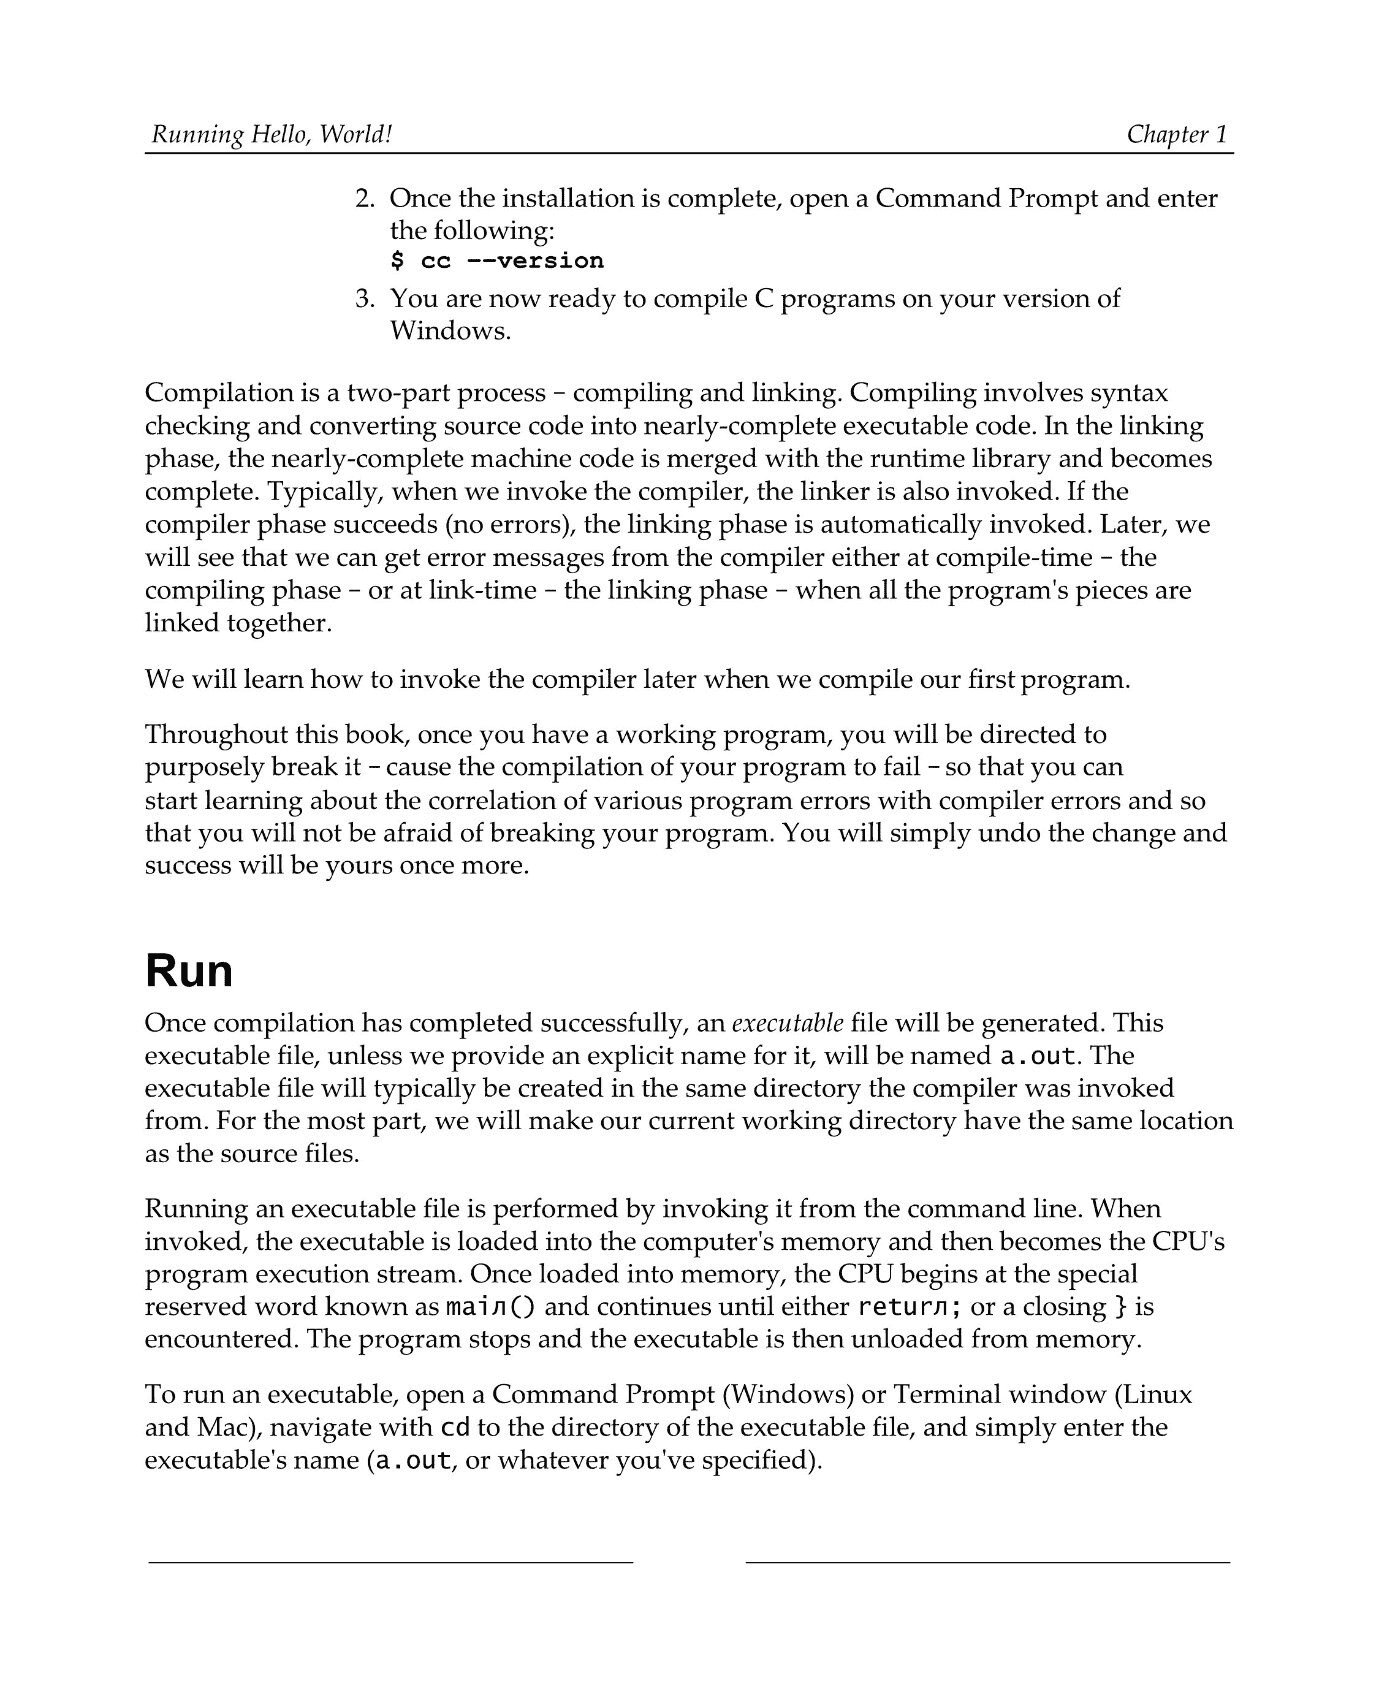 Running Hello, World! Chapter 1
2. Once the installation is complete, open a Command Prompt and enter
the following:
$ cc --version
3. You are now ready to compile C programs on your version of
Windows.
Compilation is a two-part process – compiling and linking. Compiling involves syntax
checking and converting source code into nearly-complete executable code. In the linking
phase, the nearly-complete machine code is merged with the runtime library and becomes
complete. Typically, when we invoke the compiler, the linker is also invoked. If the
compiler phase succeeds (no errors), the linking phase is automatically invoked. Later, we
will see that we can get error messages from the compiler either at compile-time – the
compiling phase – or at link-time – the linking phase – when all the program's pieces are
linked together.
We will learn how to invoke the compiler later when we compile our first program.
Throughout this book, once you have a working program, you will be directed to
purposely break it – cause the compilation of your program to fail – so that you can
start learning about the correlation of various program errors with compiler errors and so
that you will not be afraid of breaking your program. You will simply undo the change and
success will be yours once more.
Run
Once compilation has completed successfully, an executable file will be generated. This
executable file, unless we provide an explicit name for it, will be named a.out. The
executable file will typically be created in the same directory the compiler was invoked
from. For the most part, we will make our current working directory have the same location
as the source files.
Running an executable file is performed by invoking it from the command line. When
invoked, the executable is loaded into the computer's memory and then becomes the CPU's
program execution stream. Once loaded into memory, the CPU begins at the special
reserved word known as maiл() and continues until either returл; or a closing } is
encountered. The program stops and the executable is then unloaded from memory.
To run an executable, open a Command Prompt (Windows) or Terminal window (Linux
and Mac), navigate with cd to the directory of the executable file, and simply enter the
executable's name (a.out, or whatever you've specified).